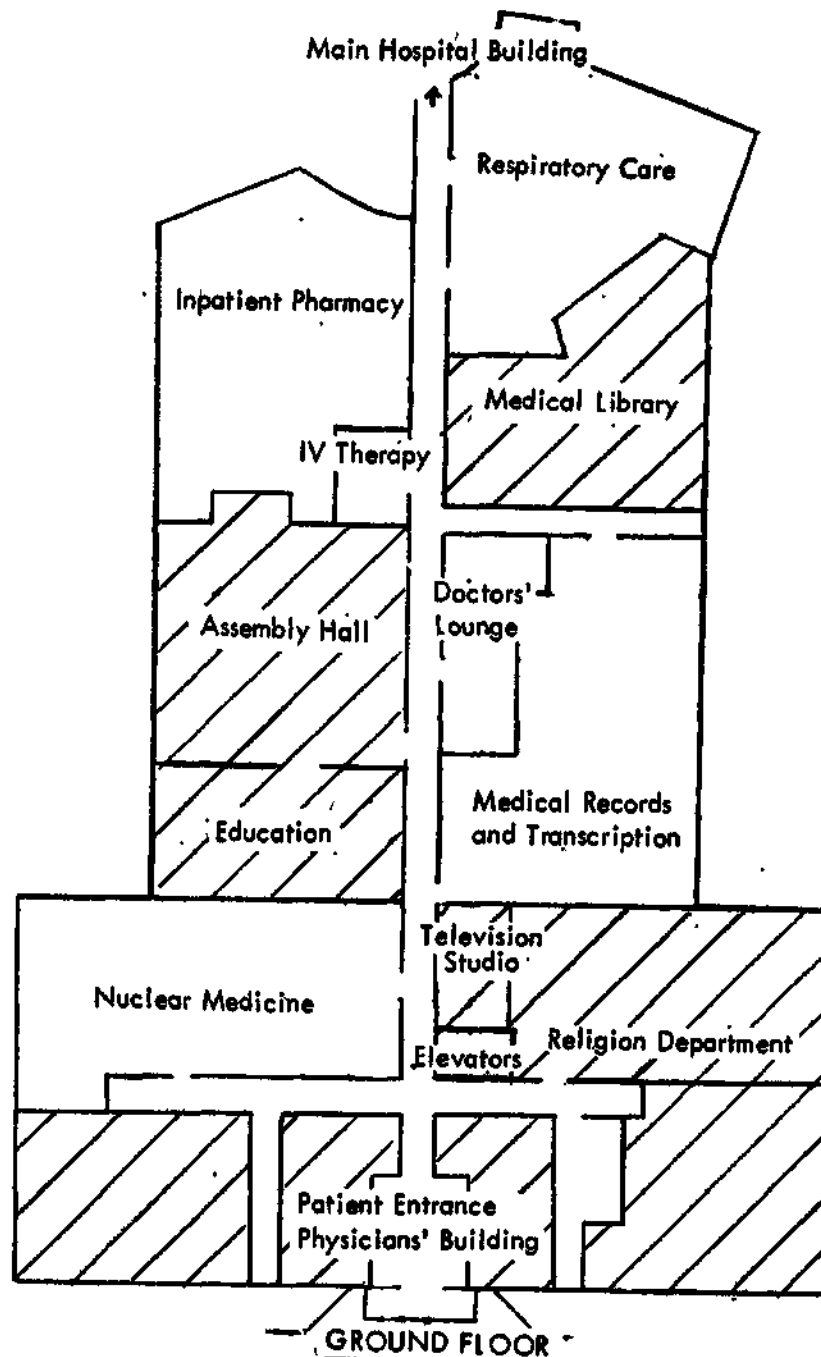 Main Hospital Building
Respiratory Care
Inpatient Pharmacy
Medical Library
IV Therapy
Doctors'
Lounge
Assembly Hall
Medical Records
and Transcription
Education
Television
Studio
Nuclear Medicine
Elevators
Religion Department
Patient Entrance
Physicians' Building
GROUND FLOOR